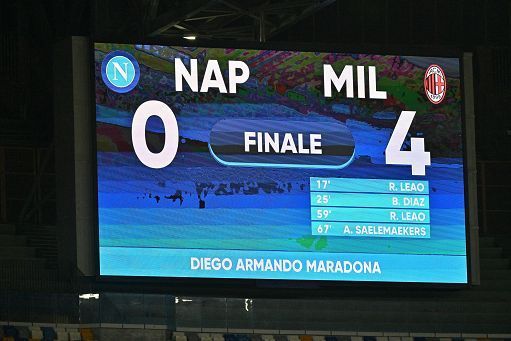 N
NAP MIL
0 FINALE 4
17' R. LEAO
25' B. DIAZ
59' R. LEAO
67' A. SAELEMAEKERS
DIEGO ARMANDO MARADONA